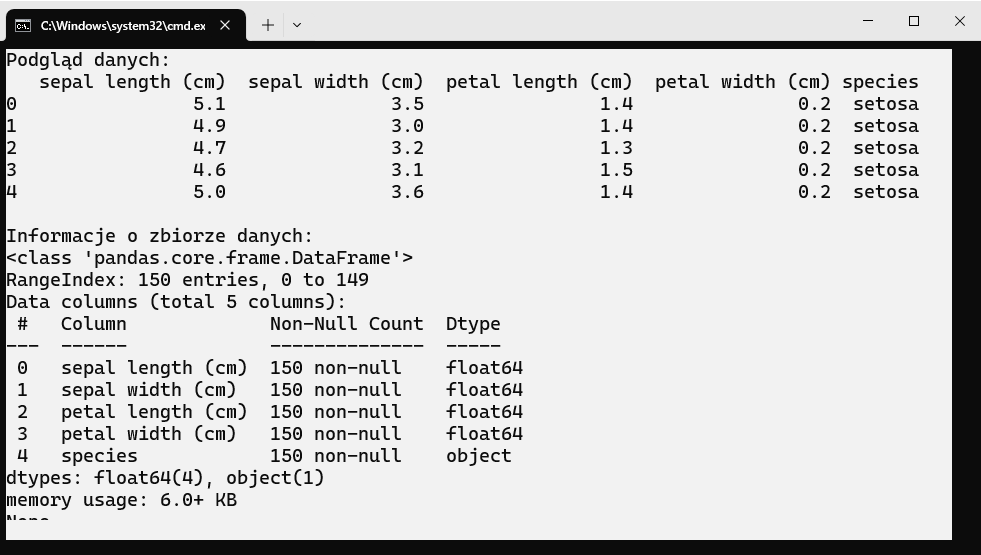 C:\Windows\system32\cmd.ex
Podgląd danych:
   sepal length (cm)  sepal width (cm)  petal length (cm)  petal width (cm) species
0                5.1               3.5                1.4               0.2  setosa
1                4.9               3.0                1.4               0.2  setosa
2                4.7               3.2                1.3               0.2  setosa
3                4.6               3.1                1.5               0.2  setosa
4                5.0               3.6                1.4               0.2  setosa
Informacje o zbiorze danych:
<class 'pandas.core.frame.DataFrame'>
RangeIndex: 150 entries, 0 to 149
Data columns (total 5 columns):
 #   Column             Non-Null Count  Dtype
---  ------             --------------  -----
 0   sepal length (cm)  150 non-null    float64
 1   sepal width (cm)   150 non-null    float64
 2   petal length (cm)  150 non-null    float64
 3   petal width (cm)   150 non-null    float64
 4   species            150 non-null    object
dtypes: float64(4), object(1)
memory usage: 6.0+ KB
None